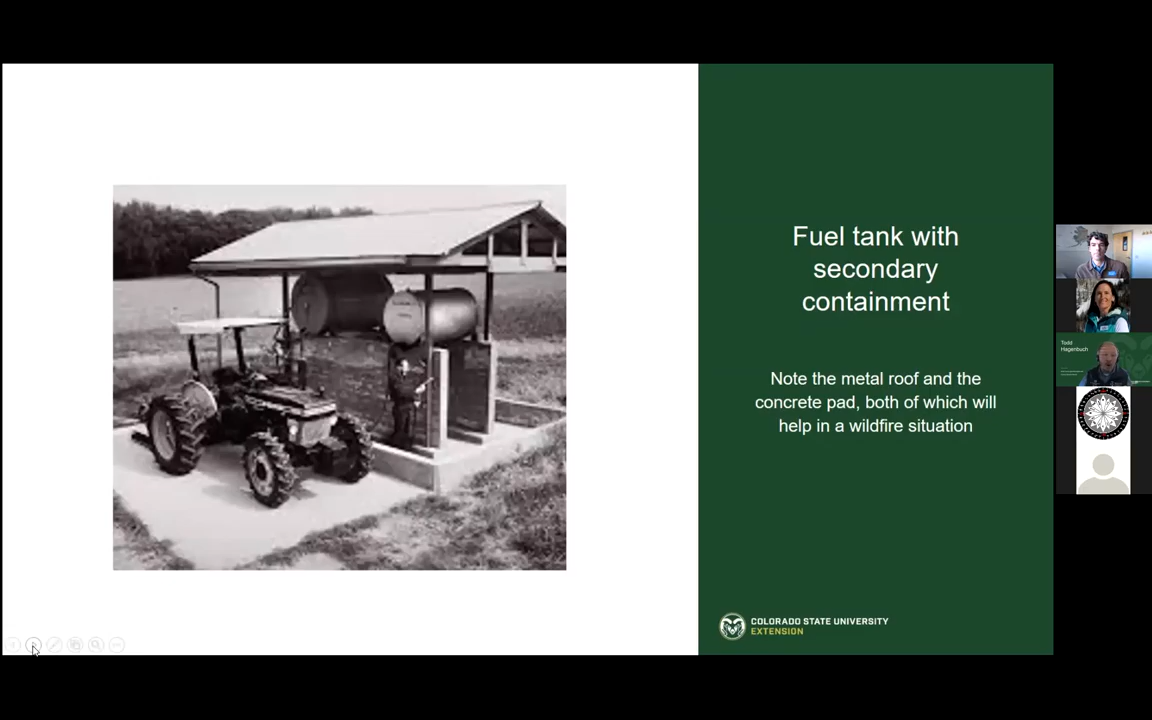 Fuel tank with
secondary
containment
Note the metal roof and the
concrete pad, both of which will
help in a wildfire situation
COLORADO STATE UNIVERSITY
EXTENSION
Todd
Hagenbuch